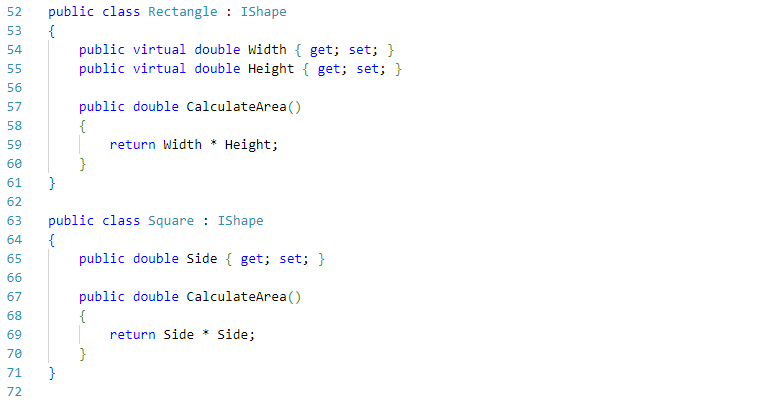 52 public class Rectangle : IShape
53 {
54     public virtual double Width { get; set; }
55     public virtual double Height { get; set; }
56
57     public double CalculateArea()
58     {
59         return Width * Height;
60     }
61 }
62
63 public class Square : IShape
64 {
65     public double Side { get; set; }
66
67     public double CalculateArea()
68     {
69         return Side * Side;
70     }
71 }
72